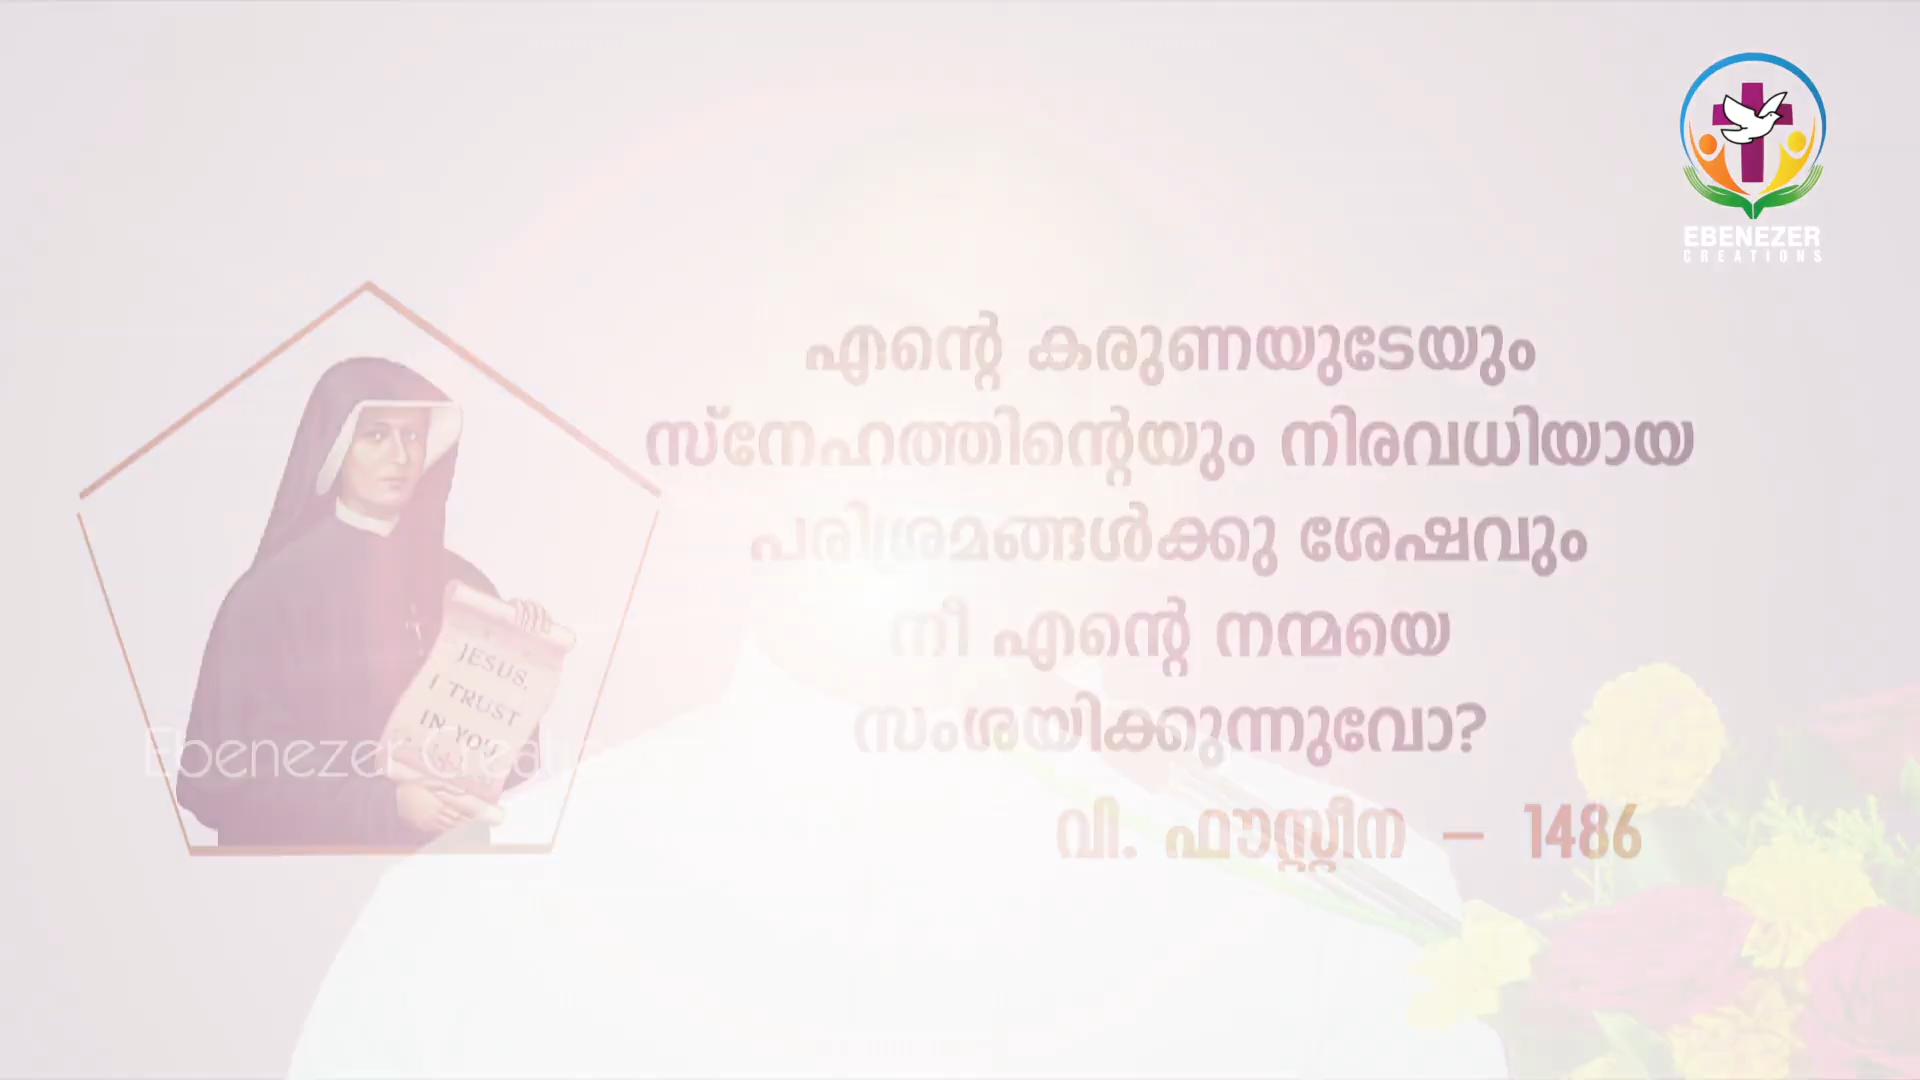 EBENEZER
CREATIONS
എന്റെ കരുണയുടേയും
സ്നേഹത്തിന്റെയും നിരവധിയായ
പരിശ്രമങ്ങൾക്കു ശേഷവും
നീ എന്റെ നന്മയെ
സംശയിക്കുന്നുവോ?
വി. ഫൗസ്റ്റീന – 1486
JESUS,
I TRUST
IN YOU
Ebenezer